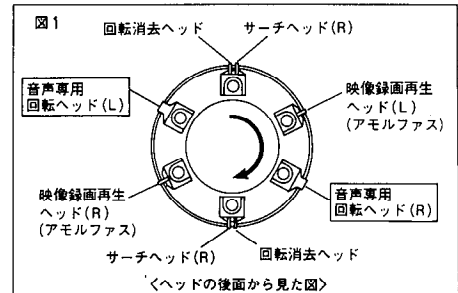 図1
回転消去ヘッド
サーチヘッド(R)
音声専用
回転ヘッド(L)
映像録画再生
ヘッド(L)
(アモルファス)
映像録画再生
ヘッド(R)
(アモルファス)
音声専用
回転ヘッド(R)
サーチヘッド(R)
回転消去ヘッド
<ヘッドの後面から見た図>